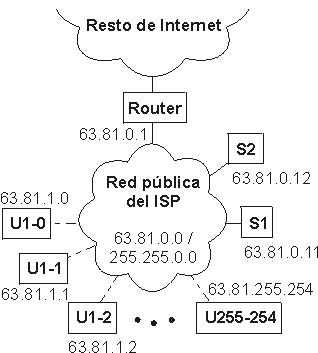 Resto de Internet
Router
63.81.0.1
S2
63.81.0.12
Red pública
del ISP
63.81.1.0
U1-0
63.81.0.0 /
255.255.0.0
S1
63.81.0.11
U1-1
63.81.1.1
63.81.255.254
U1-2
• • •
U255-254
63.81.1.2